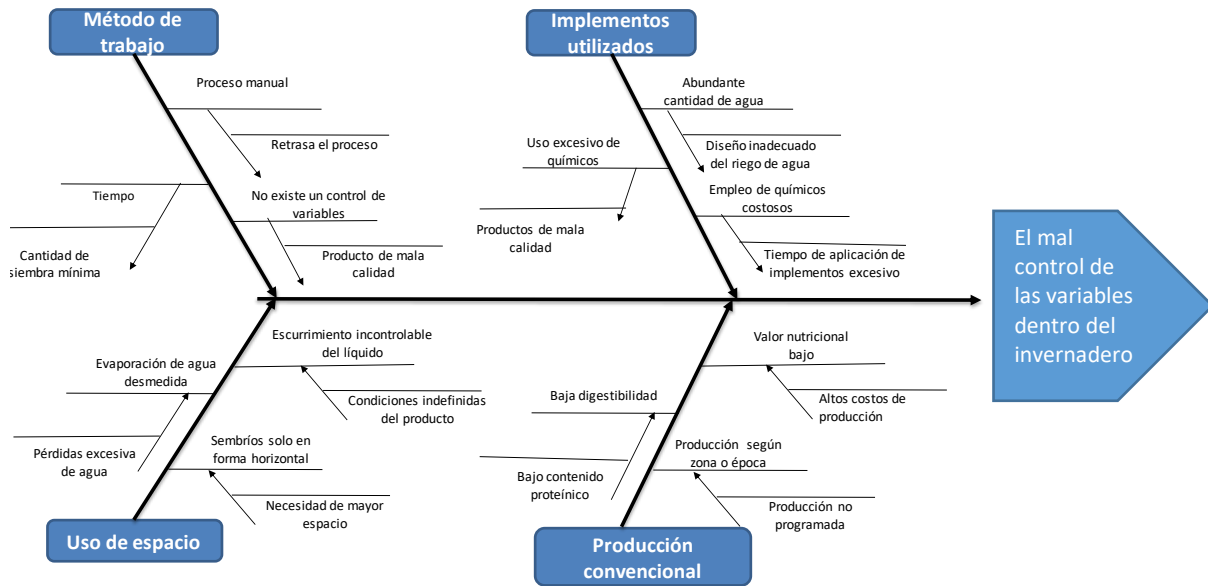 Método de
trabajo
Proceso manual
Retrasa el proceso
Tiempo
No existe un control de
variables
Cantidad de
siembra mínima
Producto de mala
calidad
Implementos
utilizados
Abundante
cantidad de agua
Uso excesivo de
químicos
Diseño inadecuado
del riego de agua
Empleo de químicos
costosos
Productos de mala
calidad
Tiempo de aplicación de
implementos excesivo
El mal
control de
las variables
dentro del
invernadero
Escurrimiento incontrolable
del líquido
Evaporación de agua
desmedida
Condiciones indefinidas
del producto
Pérdidas excesiva
de agua
Sembríos solo en
forma horizontal
Necesidad de mayor
espacio
Uso de espacio
Valor nutricional
bajo
Baja digestibilidad
Altos costos de
producción
Producción según
zona o época
Bajo contenido
proteínico
Producción no
programada
Producción
convencional